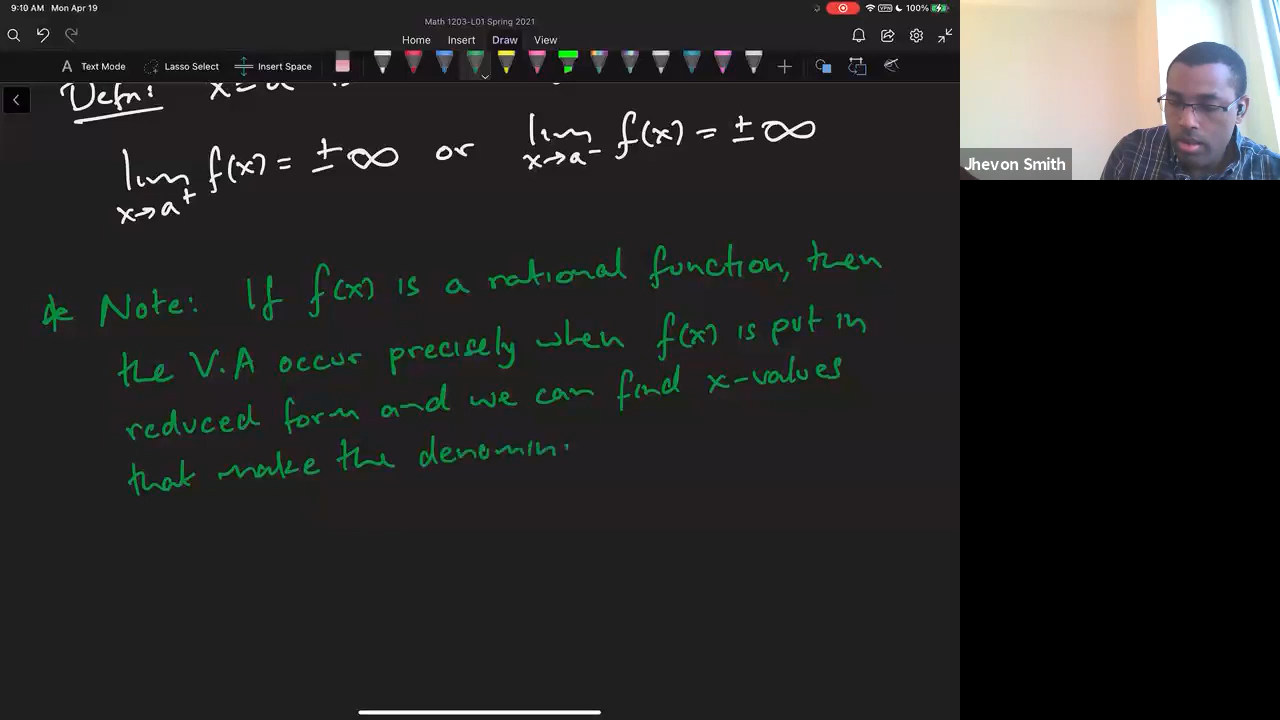 9:10 AM Mon Apr 19
100%
Math 1203-L01 Spring 2021
Home Insert Draw View
Text Mode Lasso Select Insert Space
Defn: x = a
lim x→a⁺ f(x) = ±∞ or lim x→a⁻ f(x) = ±∞
* Note: If f(x) is a rational function, then
the V.A occur precisely when f(x) is put in
reduced form and we can find x-values
that make the denomin
Jhevon Smith